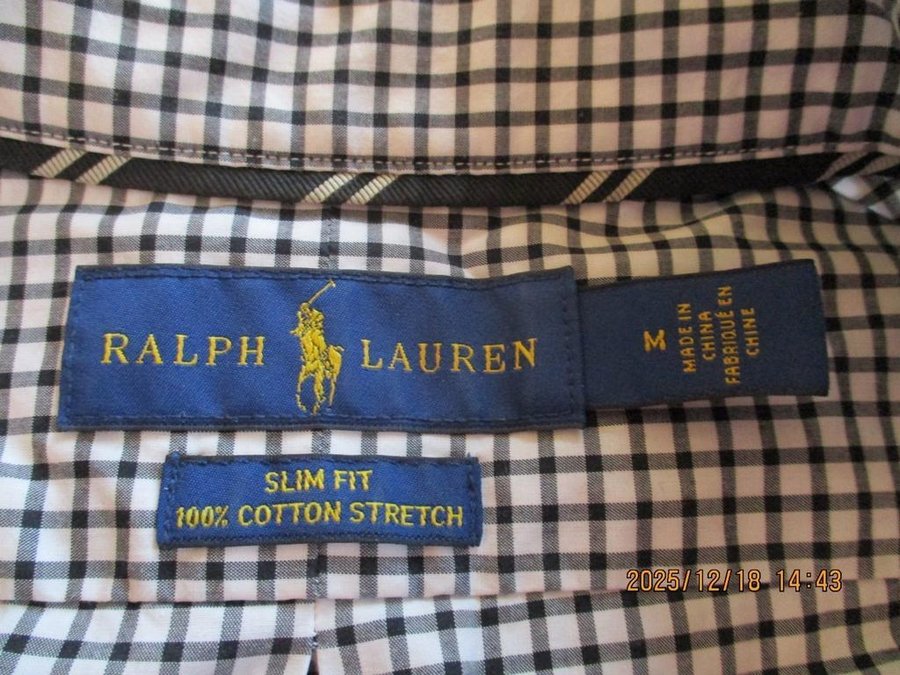 RALPH LAUREN
M
MADE IN
CHINA
FABRIQUÉ EN
CHINE
SLIM FIT
100% COTTON STRETCH
2025/12/18 14:43